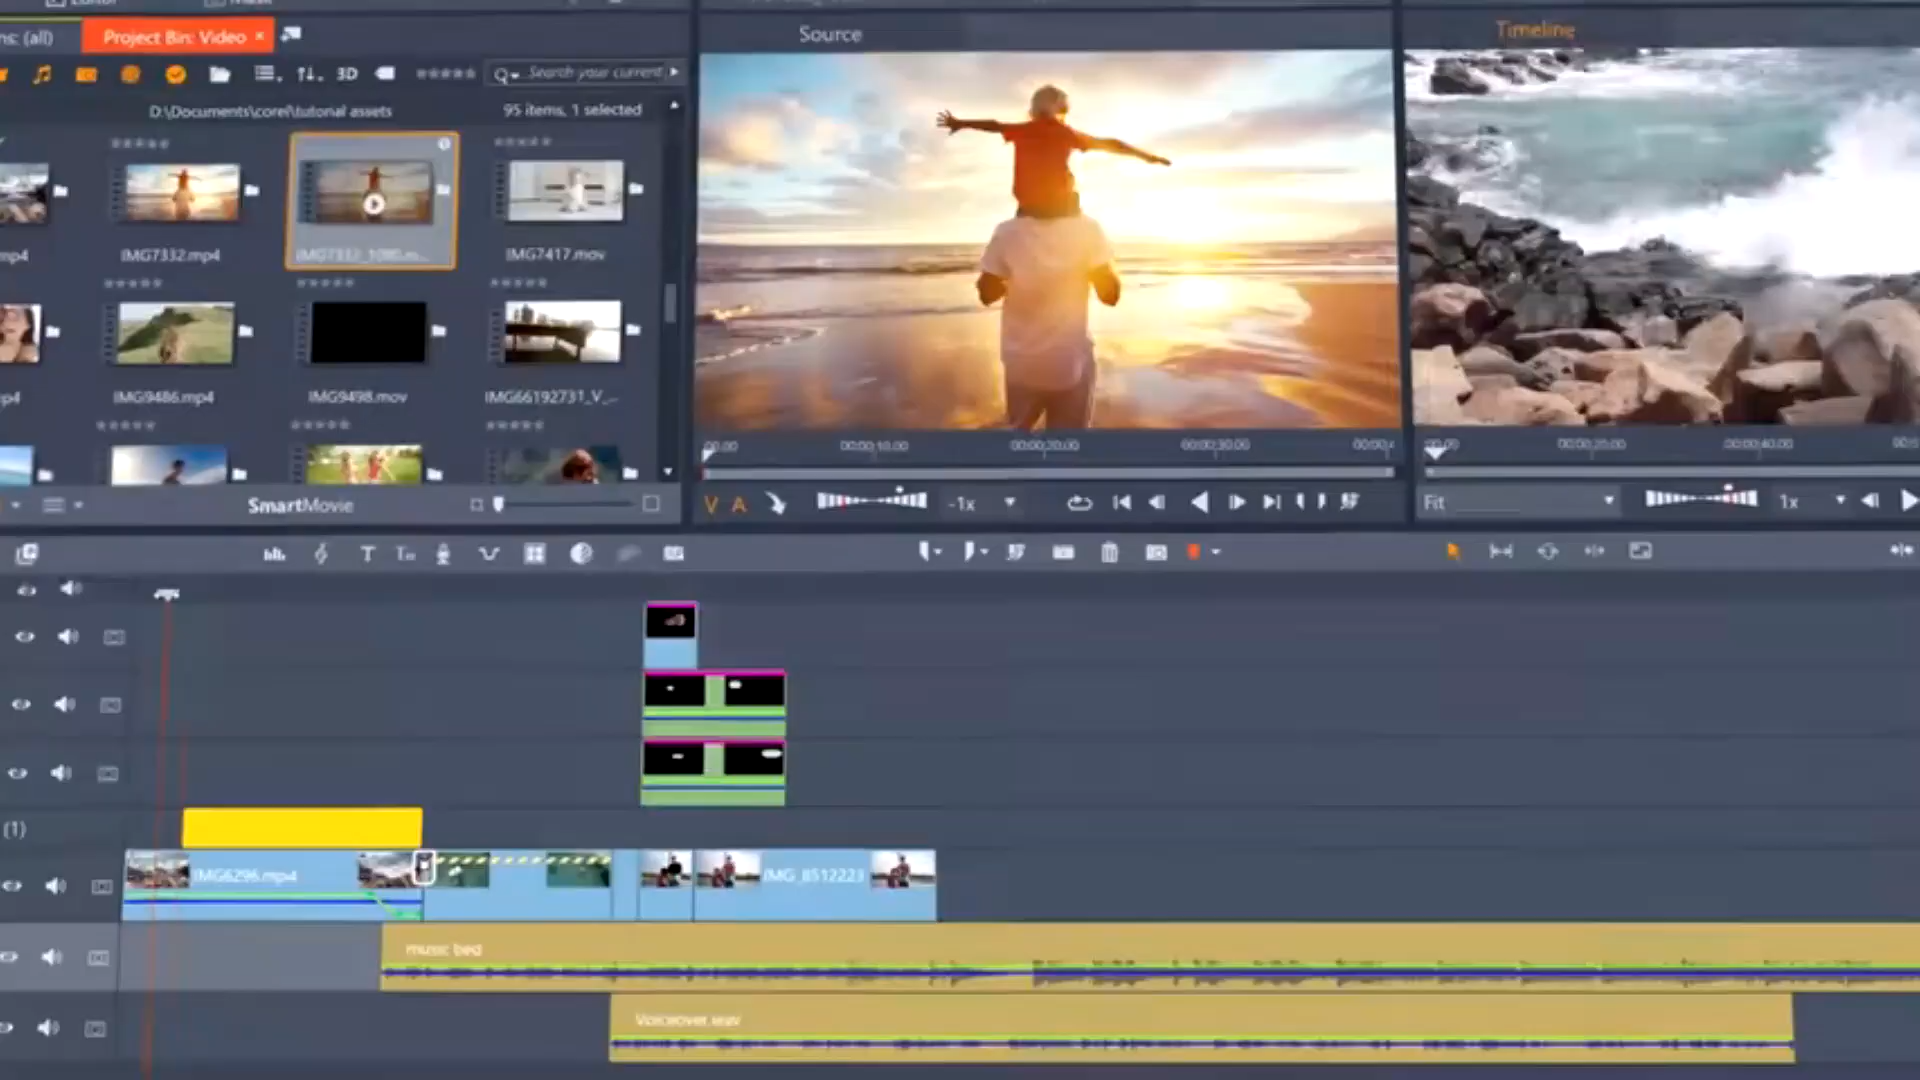 ns: (all)
Project Bin: Video ×
Source
Timeline
3D
Search your current
D:\Documents\corel\tutorial assets
95 items, 1 selected
mp4
IMG7332.mp4
IMG7332_1080.m...
IMG7417.mov
p4
IMG9486.mp4
IMG9498.mov
IMG66192731_V_...
00.00
00:00:10.00
00:00:20.00
00:00:30.00
00:00:20.00
00:00:40.00
SmartMovie
V A
-1x
Fit
1x
(1)
IMG6296.mp4
IMG_8512223
music bed
Voiceover.wav